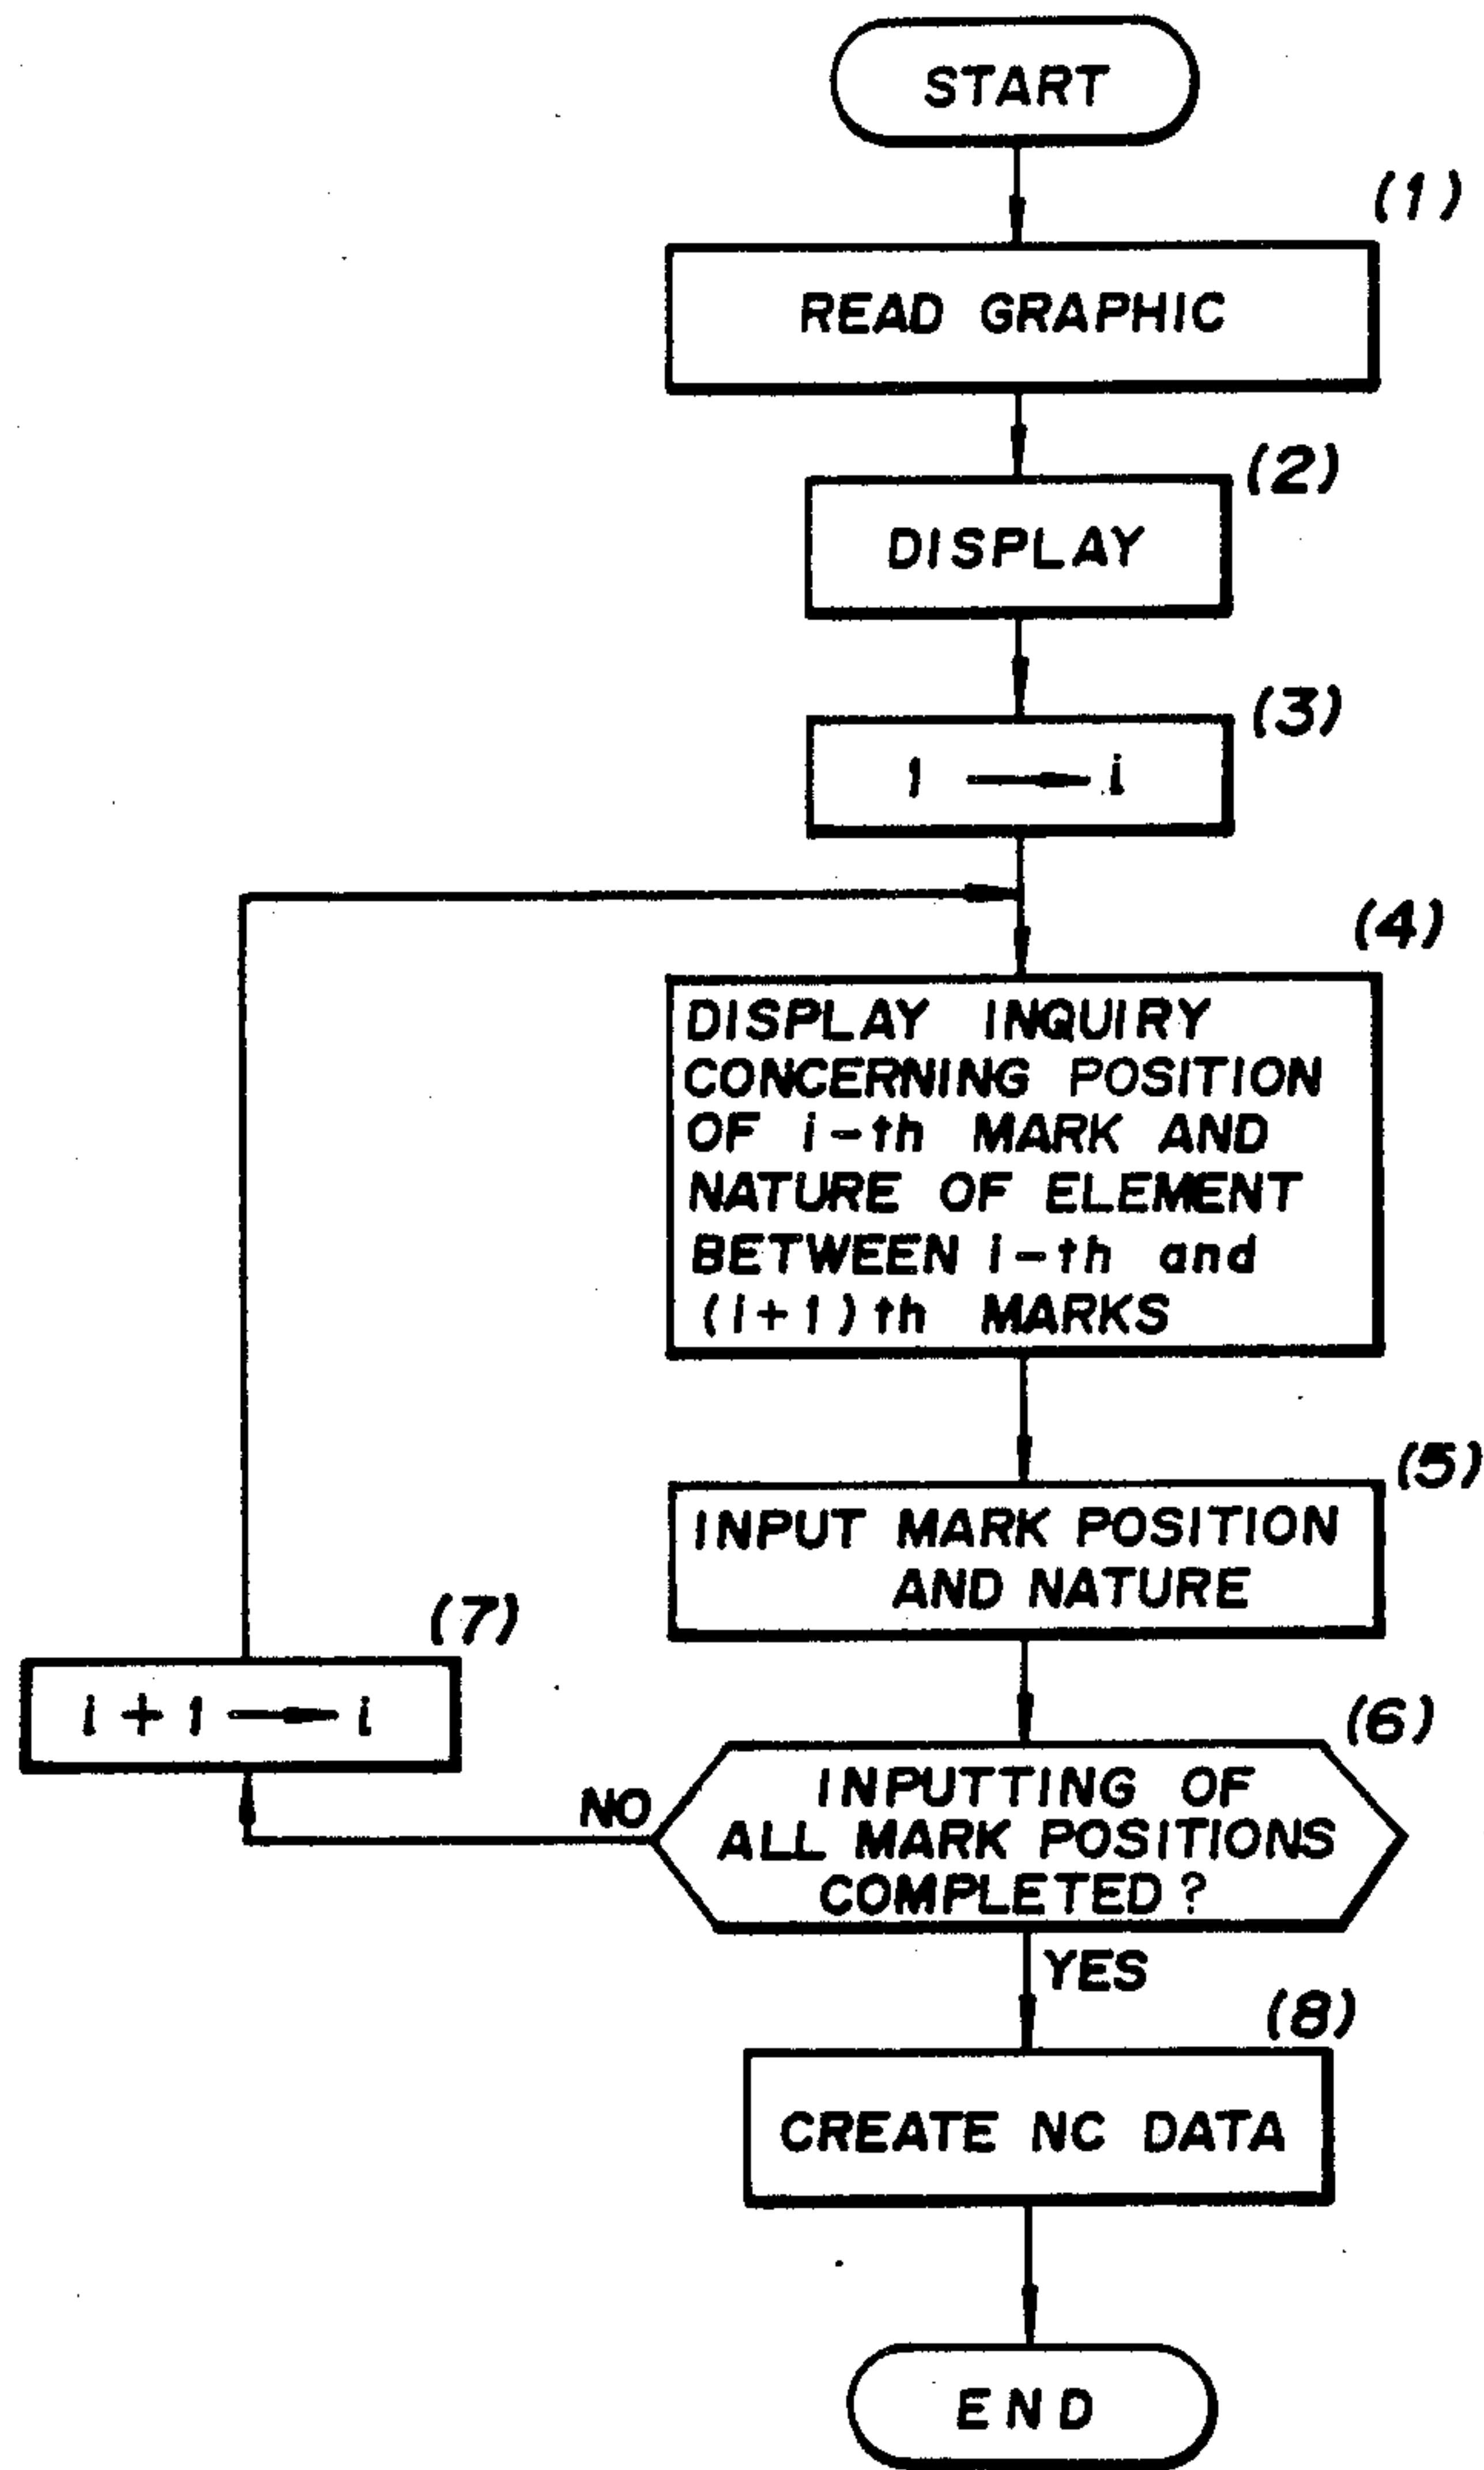 START
(1)
READ GRAPHIC
(2)
DISPLAY
(3)
1 → i
(4)
DISPLAY INQUIRY
CONCERNING POSITION
OF i-th MARK AND
NATURE OF ELEMENT
BETWEEN i-th and
(i+1)th MARKS
(5)
INPUT MARK POSITION
AND NATURE
(7)
i + 1 → i
(6)
INPUTTING OF
ALL MARK POSITIONS
COMPLETED?
NO
YES
(8)
CREATE NC DATA
END